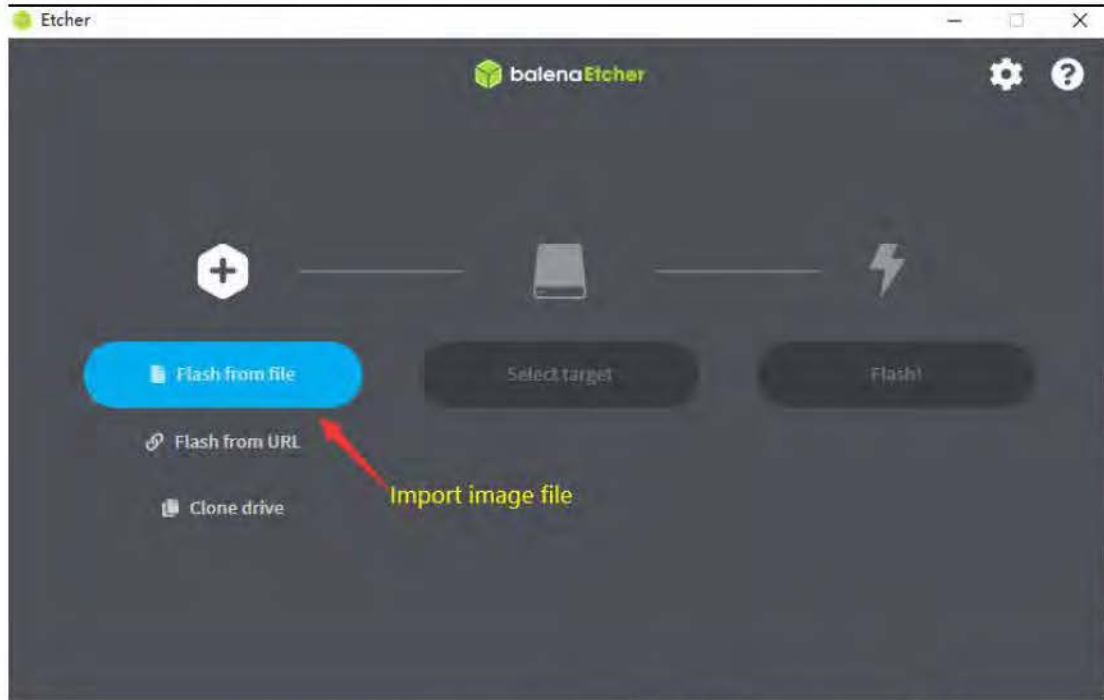 Etcher
balenaEtcher
Flash from file
Select target
Flash!
Flash from URL
Import image file
Clone drive